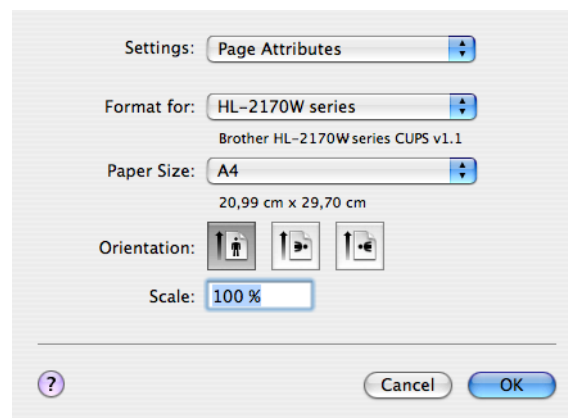 Settings: Page Attributes
Format for: HL-2170W series
Brother HL-2170W series CUPS v1.1
Paper Size: A4
20,99 cm x 29,70 cm
Orientation:
Scale: 100 %
? Cancel OK